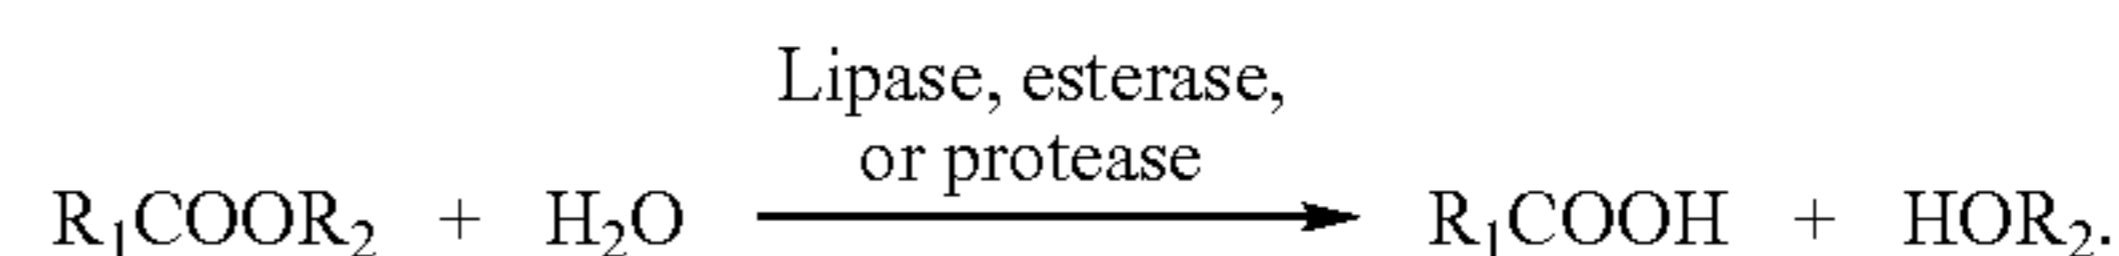 Lipase, esterase,
or protease
R₁COOR₂ + H₂O → R₁COOH + HOR₂.